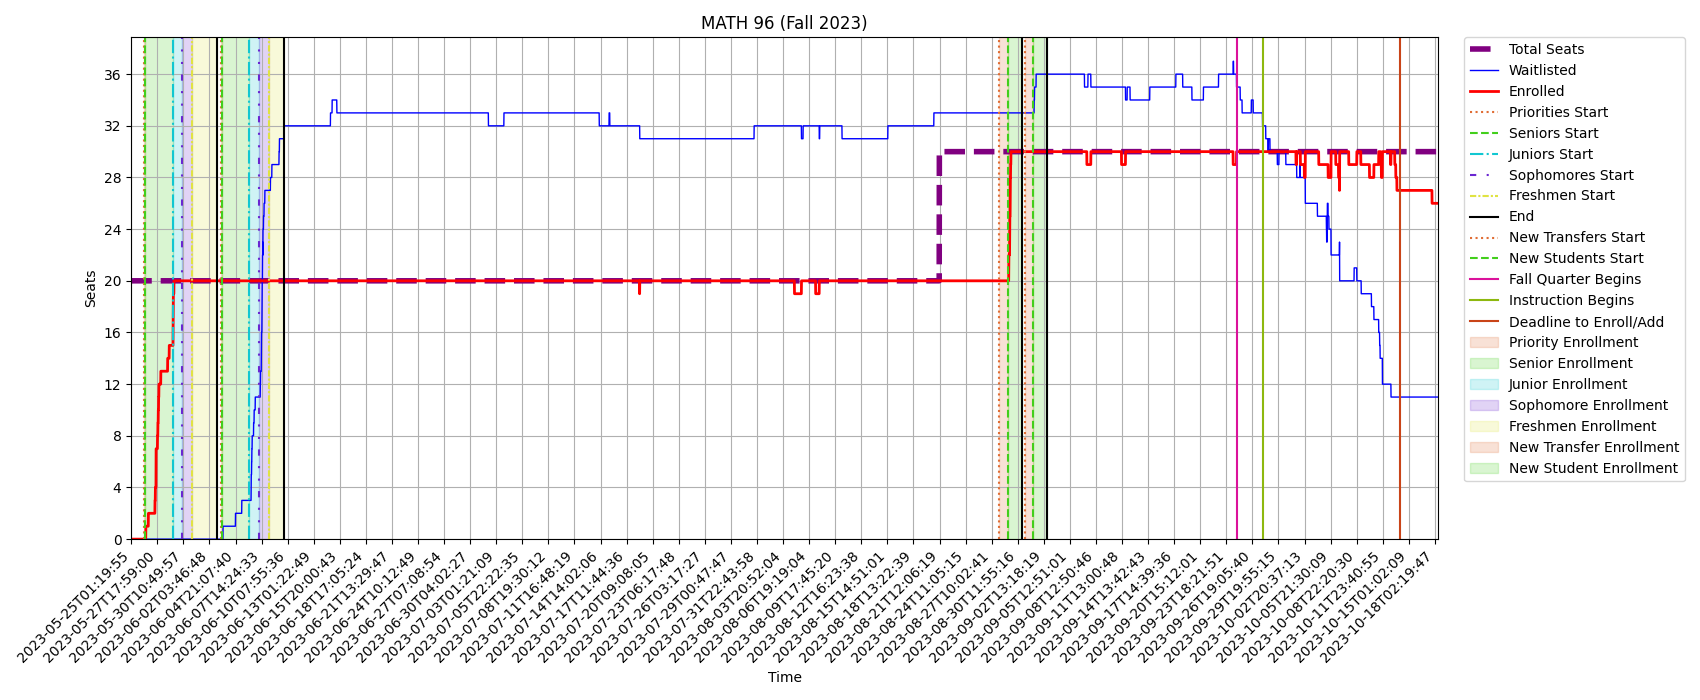 MATH 96 (Fall 2023)
Seats
36
32
28
24
20
16
12
8
4
0
2023-05-25T01:19:55
2023-05-27T17:59:00
2023-05-30T10:49:57
2023-06-02T03:46:48
2023-06-04T21:07:40
2023-06-07T14:24:33
2023-06-10T07:55:36
2023-06-13T01:22:49
2023-06-15T20:00:43
2023-06-18T17:05:24
2023-06-21T13:29:47
2023-06-24T10:12:49
2023-06-27T07:08:54
2023-06-30T04:02:27
2023-07-03T01:21:09
2023-07-05T22:22:35
2023-07-08T19:30:12
2023-07-11T16:48:19
2023-07-14T14:02:06
2023-07-17T11:44:36
2023-07-20T09:08:05
2023-07-23T06:17:48
2023-07-26T03:17:27
2023-07-29T00:47:47
2023-07-31T22:43:58
2023-08-03T20:52:04
2023-08-06T19:19:04
2023-08-09T17:45:20
2023-08-12T16:23:38
2023-08-15T14:51:01
2023-08-18T13:22:39
2023-08-21T12:06:19
2023-08-24T11:05:15
2023-08-27T10:02:41
2023-08-30T11:55:16
2023-09-02T13:18:19
2023-09-05T12:51:01
2023-09-08T12:50:46
2023-09-11T13:00:48
2023-09-14T13:42:43
2023-09-17T14:39:36
2023-09-20T15:12:01
2023-09-23T18:21:51
2023-09-26T19:05:40
2023-09-29T19:55:15
2023-10-02T20:37:13
2023-10-05T21:30:09
2023-10-08T22:20:30
2023-10-11T23:40:55
2023-10-15T01:02:09
2023-10-18T02:19:47
Time
Total Seats
Waitlisted
Enrolled
Priorities Start
Seniors Start
Juniors Start
Sophomores Start
Freshmen Start
End
New Transfers Start
New Students Start
Fall Quarter Begins
Instruction Begins
Deadline to Enroll/Add
Priority Enrollment
Senior Enrollment
Junior Enrollment
Sophomore Enrollment
Freshmen Enrollment
New Transfer Enrollment
New Student Enrollment